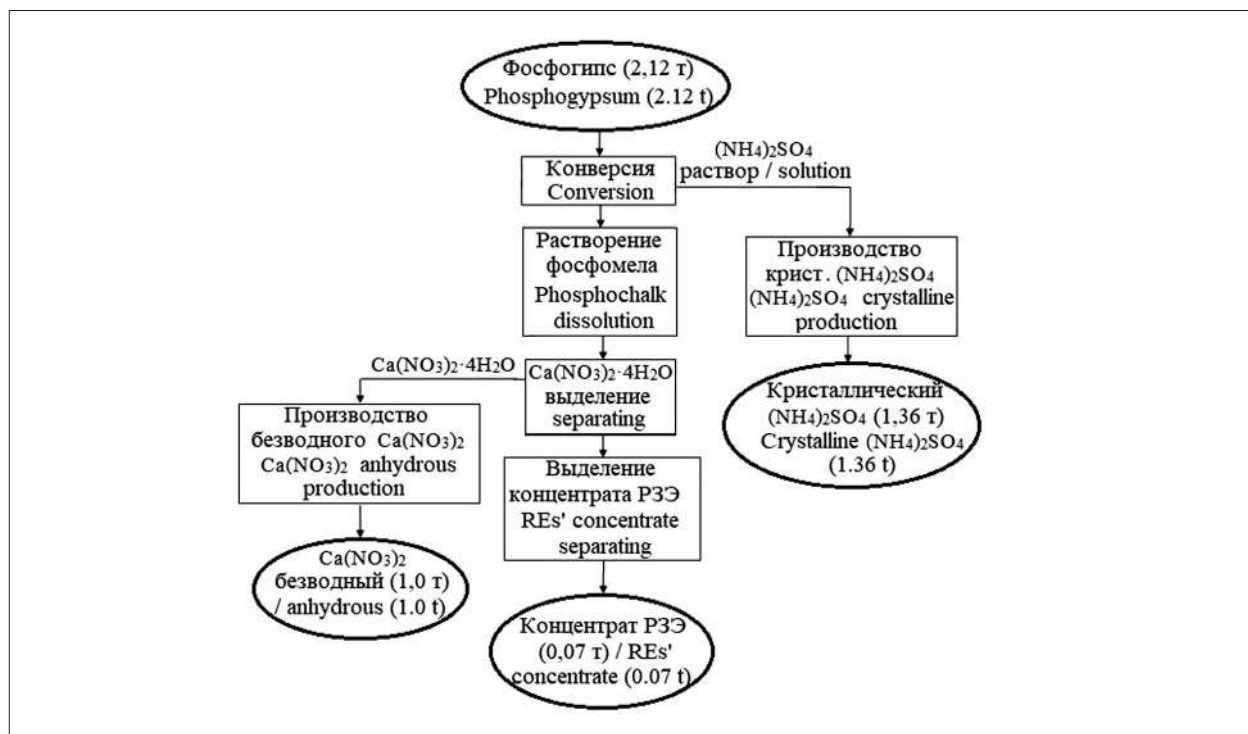 Фосфогипс (2,12 т)
Phosphogypsum (2.12 t)
Конверсия
Conversion
(NH4)2SO4
раствор / solution
Растворение
фосфомела
Phosphochalk
dissolution
Производство
крист. (NH4)2SO4
(NH4)2SO4 crystalline
production
Ca(NO3)2·4H2O
Ca(NO3)2·4H2O
выделение
separating
Кристаллический
(NH4)2SO4 (1,36 т)
Crystalline (NH4)2SO4
(1.36 t)
Производство
безводного Ca(NO3)2
Ca(NO3)2 anhydrous
production
Выделение
концентрата РЗЭ
REs' concentrate
separating
Ca(NO3)2
безводный (1,0 т)
/ anhydrous (1.0 t)
Концентрат РЗЭ
(0,07 т) / REs'
concentrate (0.07 t)